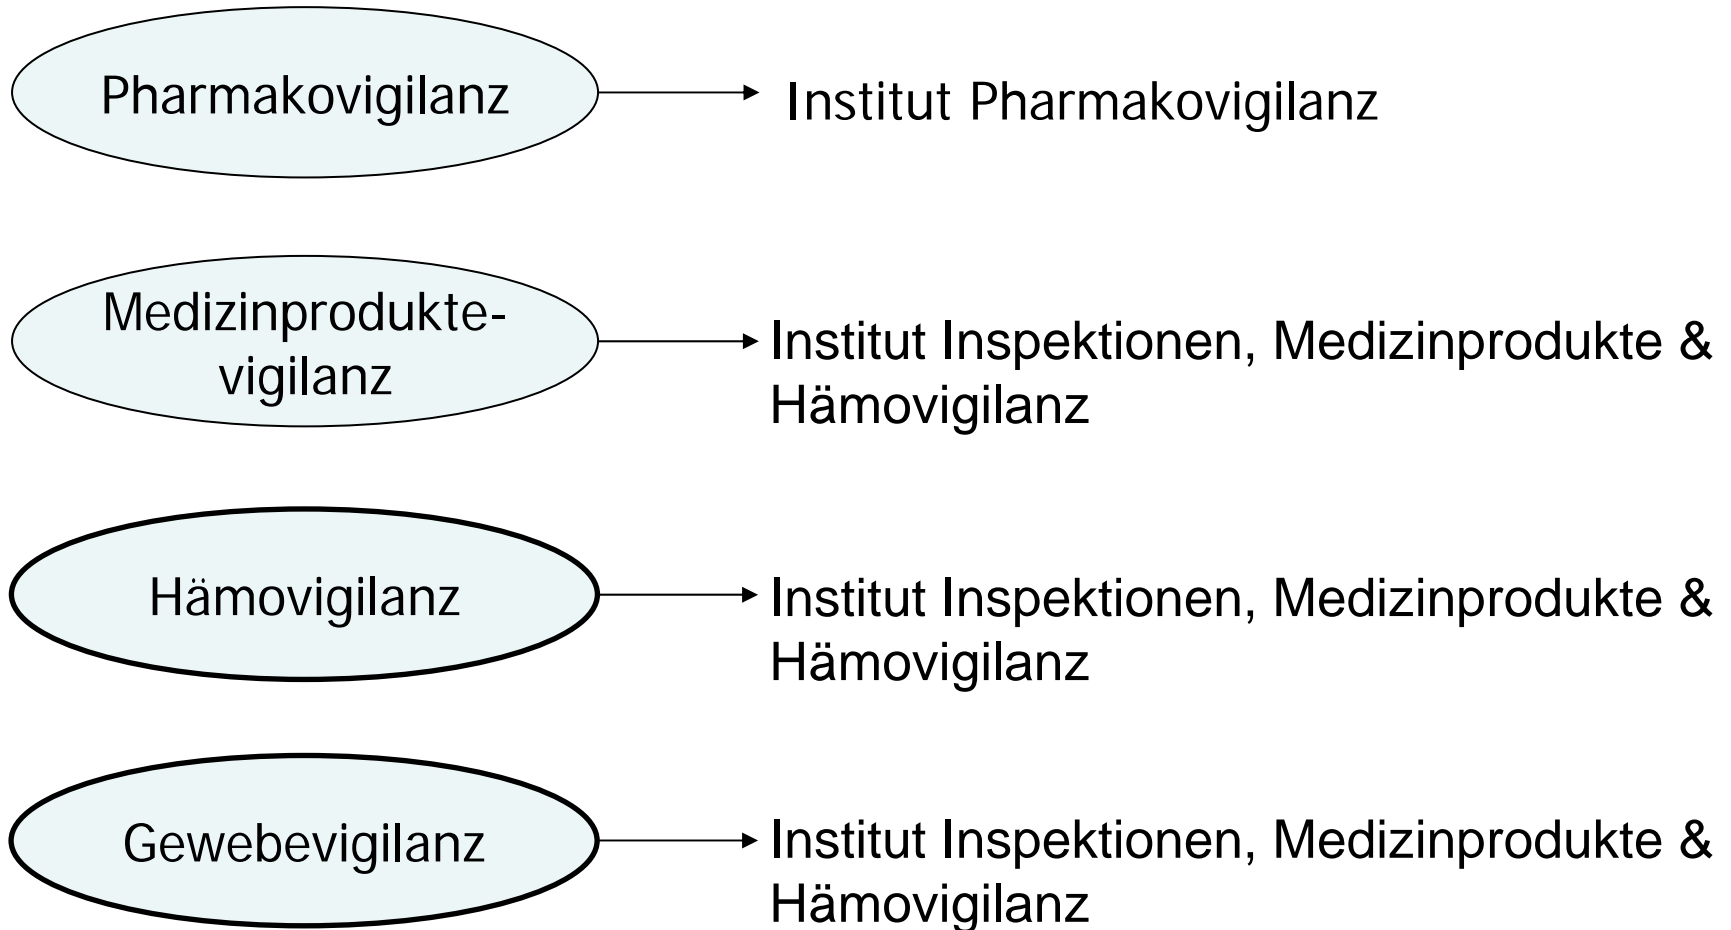 Pharmakovigilanz
Institut Pharmakovigilanz
Medizinprodukte-
vigilanz
Institut Inspektionen, Medizinprodukte &
Hämovigilanz
Hämovigilanz
Institut Inspektionen, Medizinprodukte &
Hämovigilanz
Gewebevigilanz
Institut Inspektionen, Medizinprodukte &
Hämovigilanz